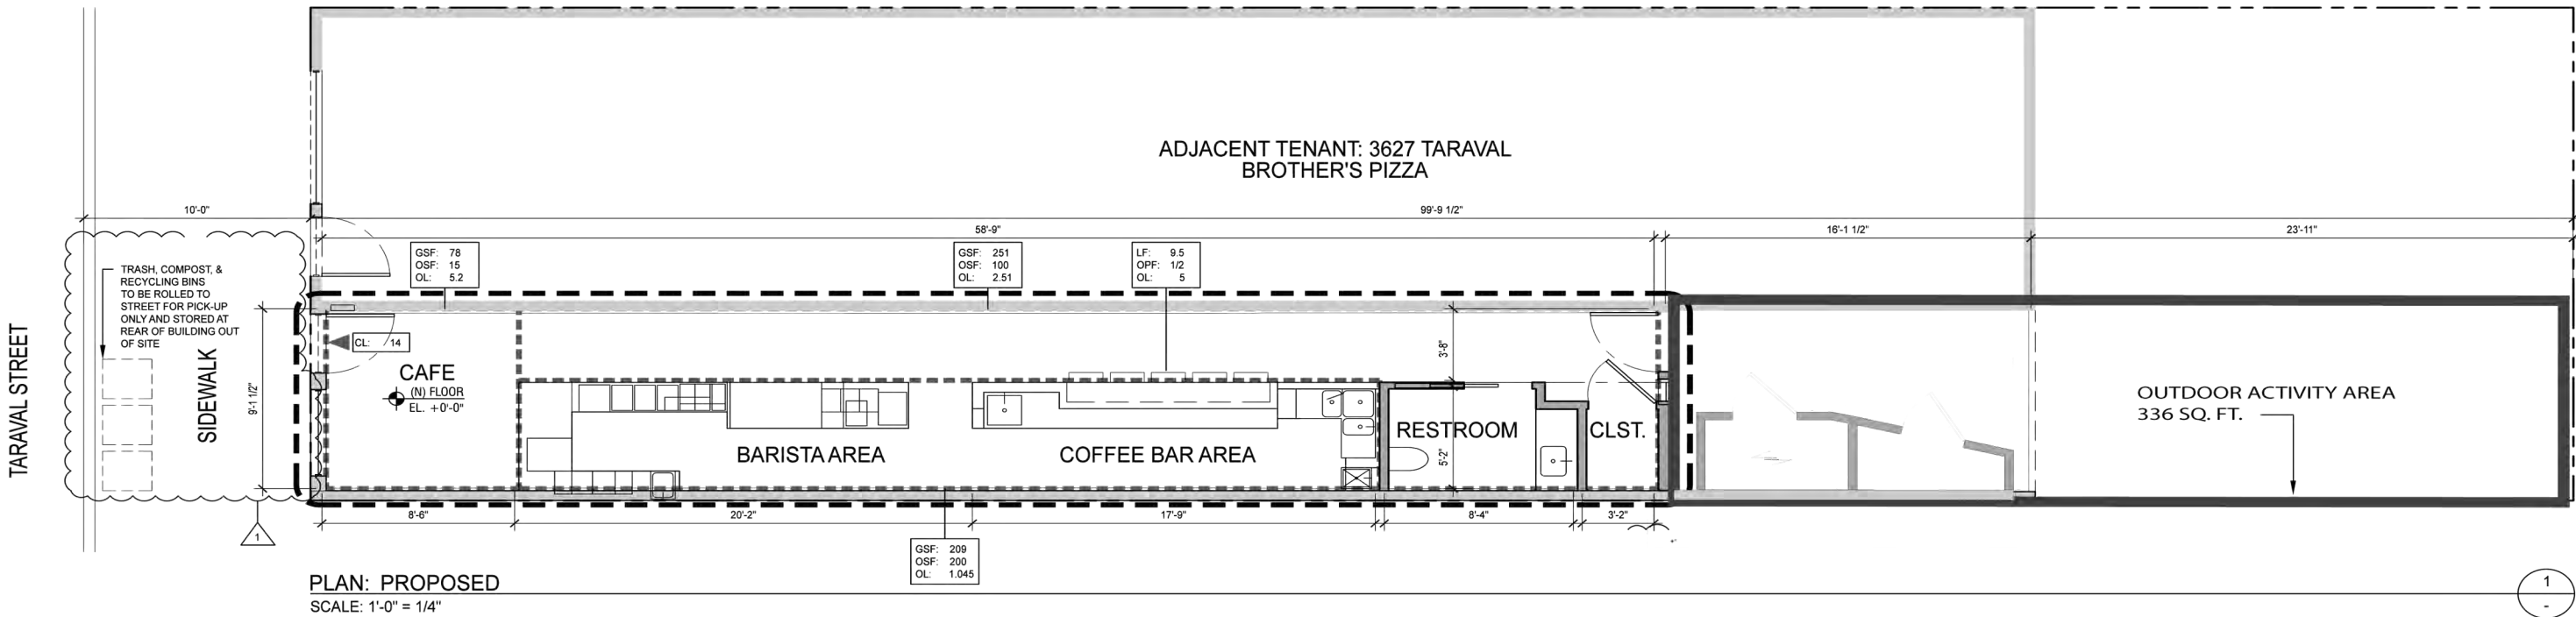 ADJACENT TENANT: 3627 TARAVAL
BROTHER'S PIZZA
10'-0"
99'-9 1/2"
58'-9"
16'-1 1/2"
23'-11"
GSF: 78
OSF: 15
OL: 5.2
GSF: 251
OSF: 100
OL: 2.51
LF: 9.5
OPF: 1/2
OL: 5
TRASH, COMPOST, &
RECYCLING BINS
TO BE ROLLED TO
STREET FOR PICK-UP
ONLY AND STORED AT
REAR OF BUILDING OUT
OF SITE
TARAVAL STREET
SIDEWALK
9'-1 1/2"
CL: 14
CAFE
(N) FLOOR
EL. +0'-0"
3'-8"
5'-2"
BARISTA AREA
COFFEE BAR AREA
RESTROOM
CLST.
OUTDOOR ACTIVITY AREA
336 SQ. FT.
8'-6"
20'-2"
17'-9"
8'-4"
3'-2"
1
GSF: 209
OSF: 200
OL: 1.045
PLAN: PROPOSED
SCALE: 1'-0" = 1/4"
1
-